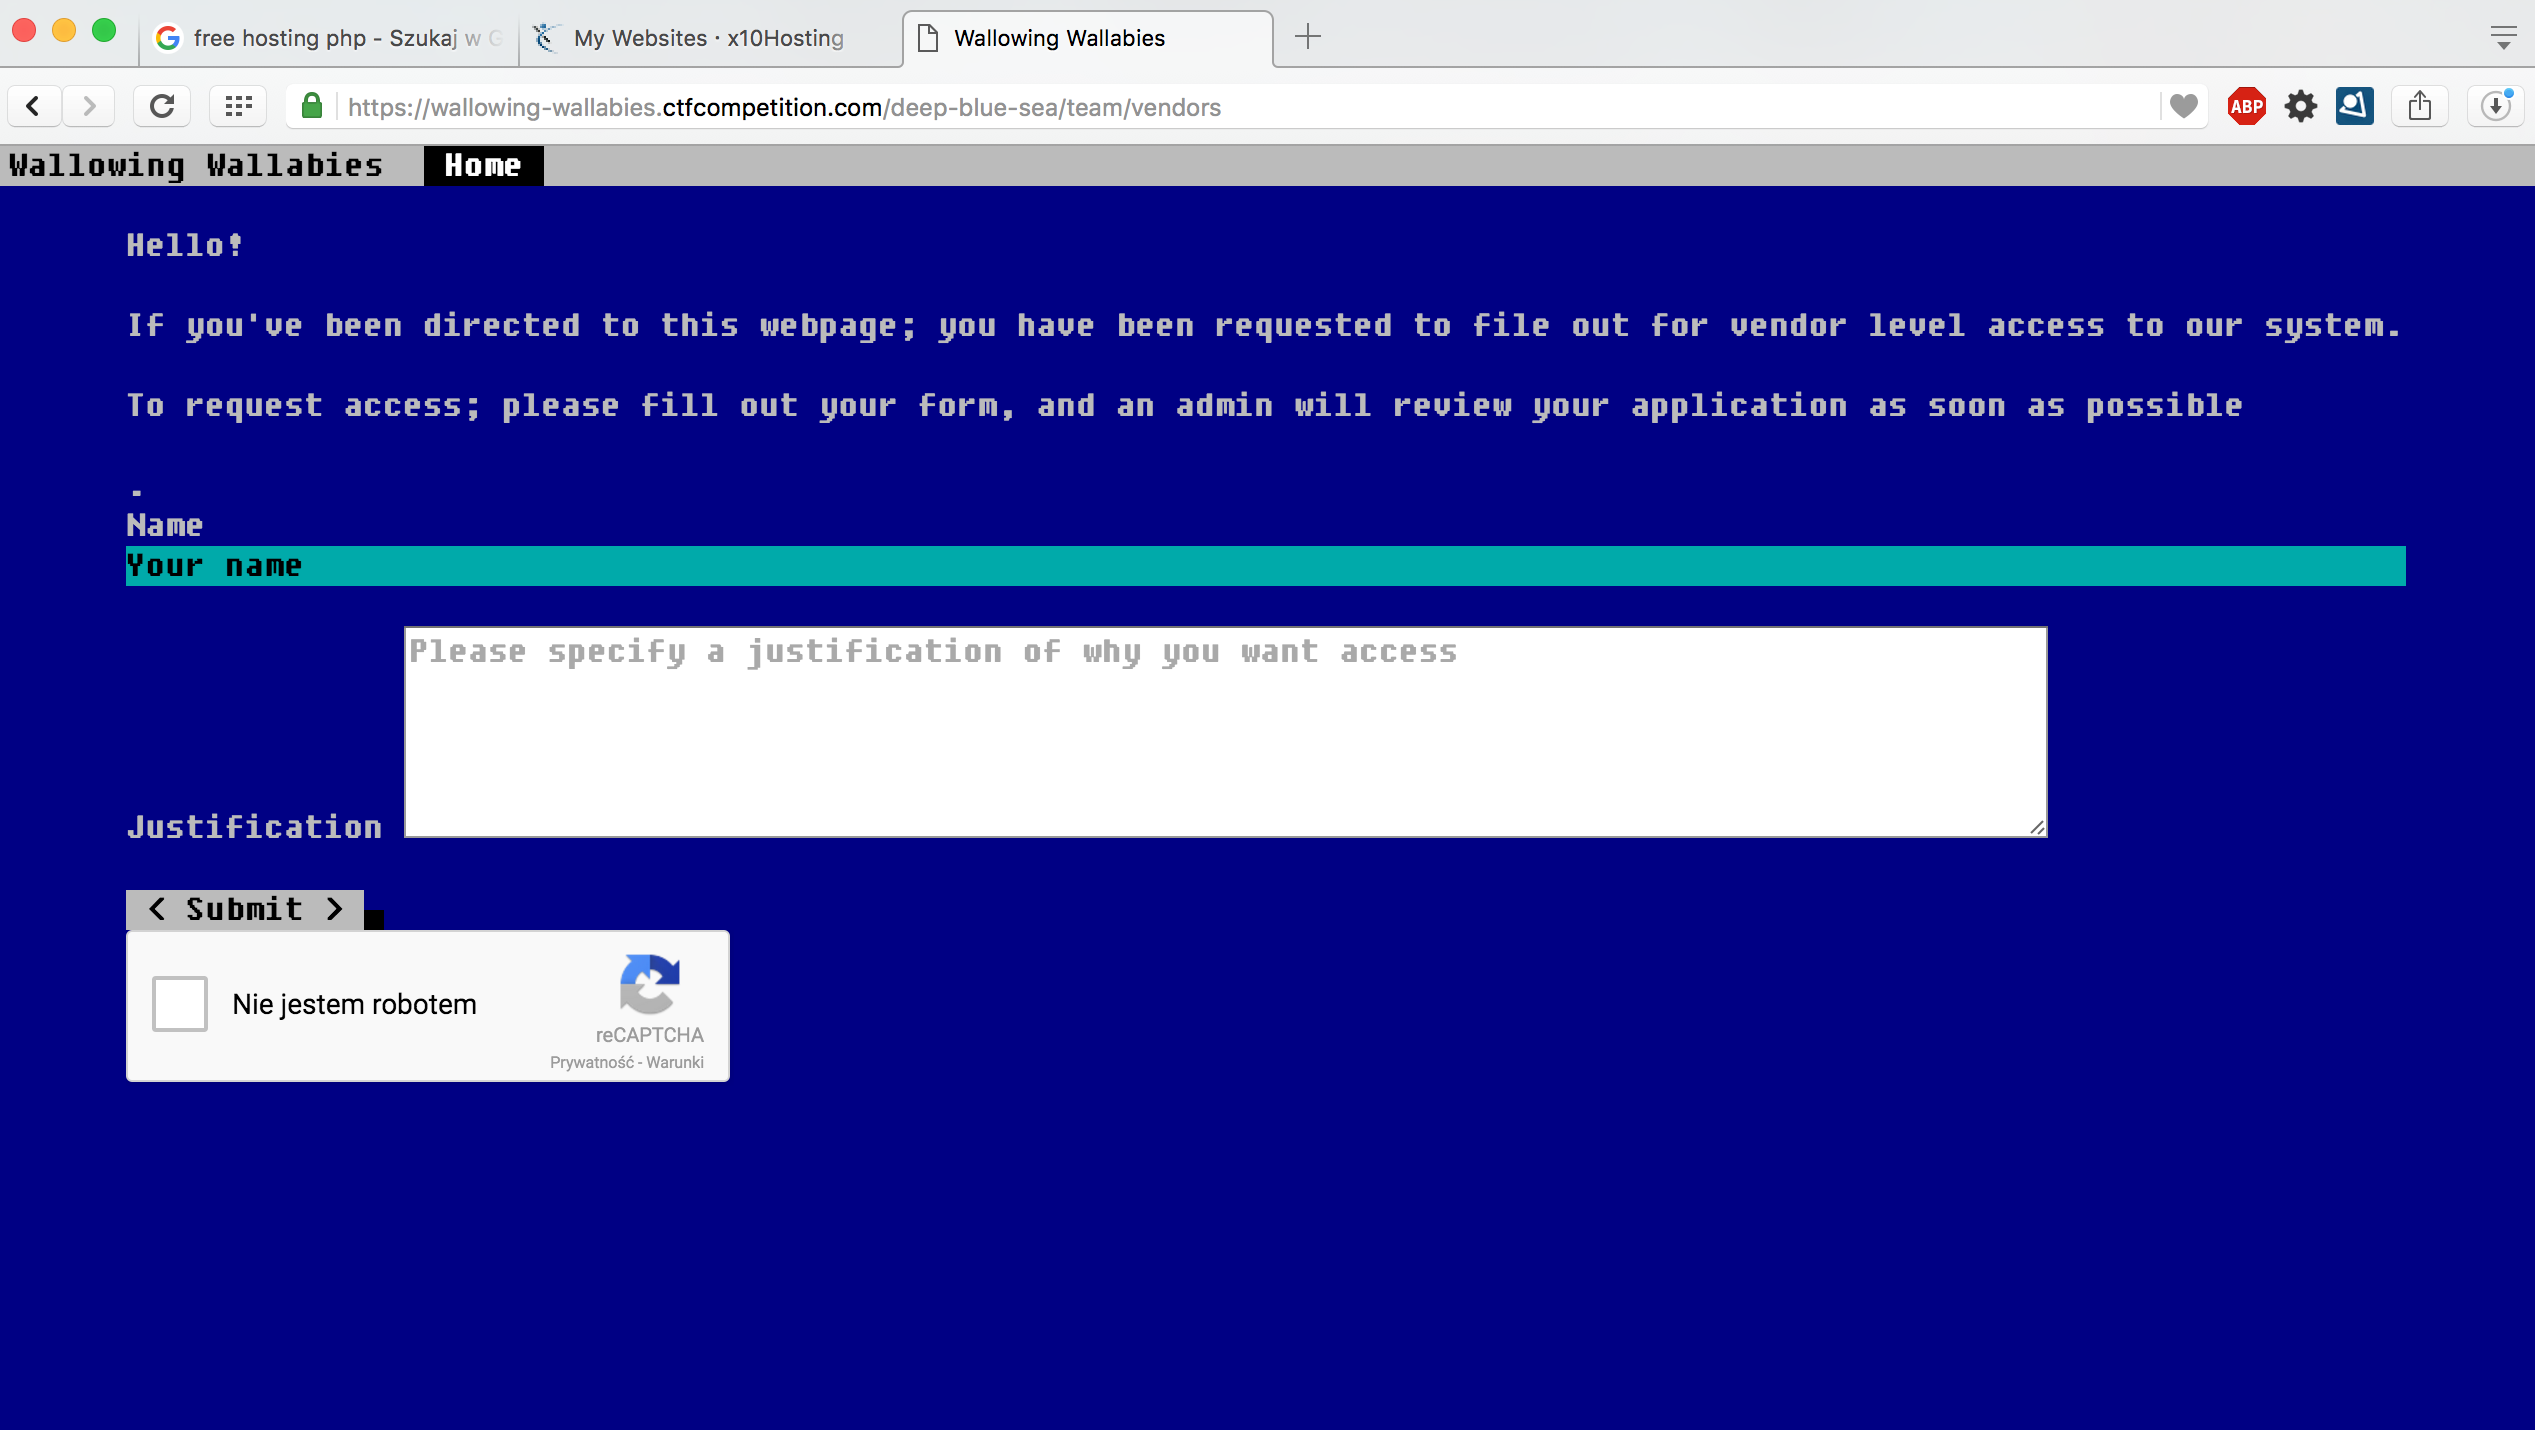 free hosting php - Szukaj w G
My Websites · x10Hosting
Wallowing Wallabies
https://wallowing-wallabies.ctfcompetition.com/deep-blue-sea/team/vendors
ABP
Wallowing Wallabies Home
Hello!
If you've been directed to this webpage; you have been requested to file out for vendor level access to our system.
To request access; please fill out your form, and an admin will review your application as soon as possible
.
Name
Your name
Please specify a justification of why you want access
Justification
< Submit >
Nie jestem robotem
reCAPTCHA
Prywatność - Warunki